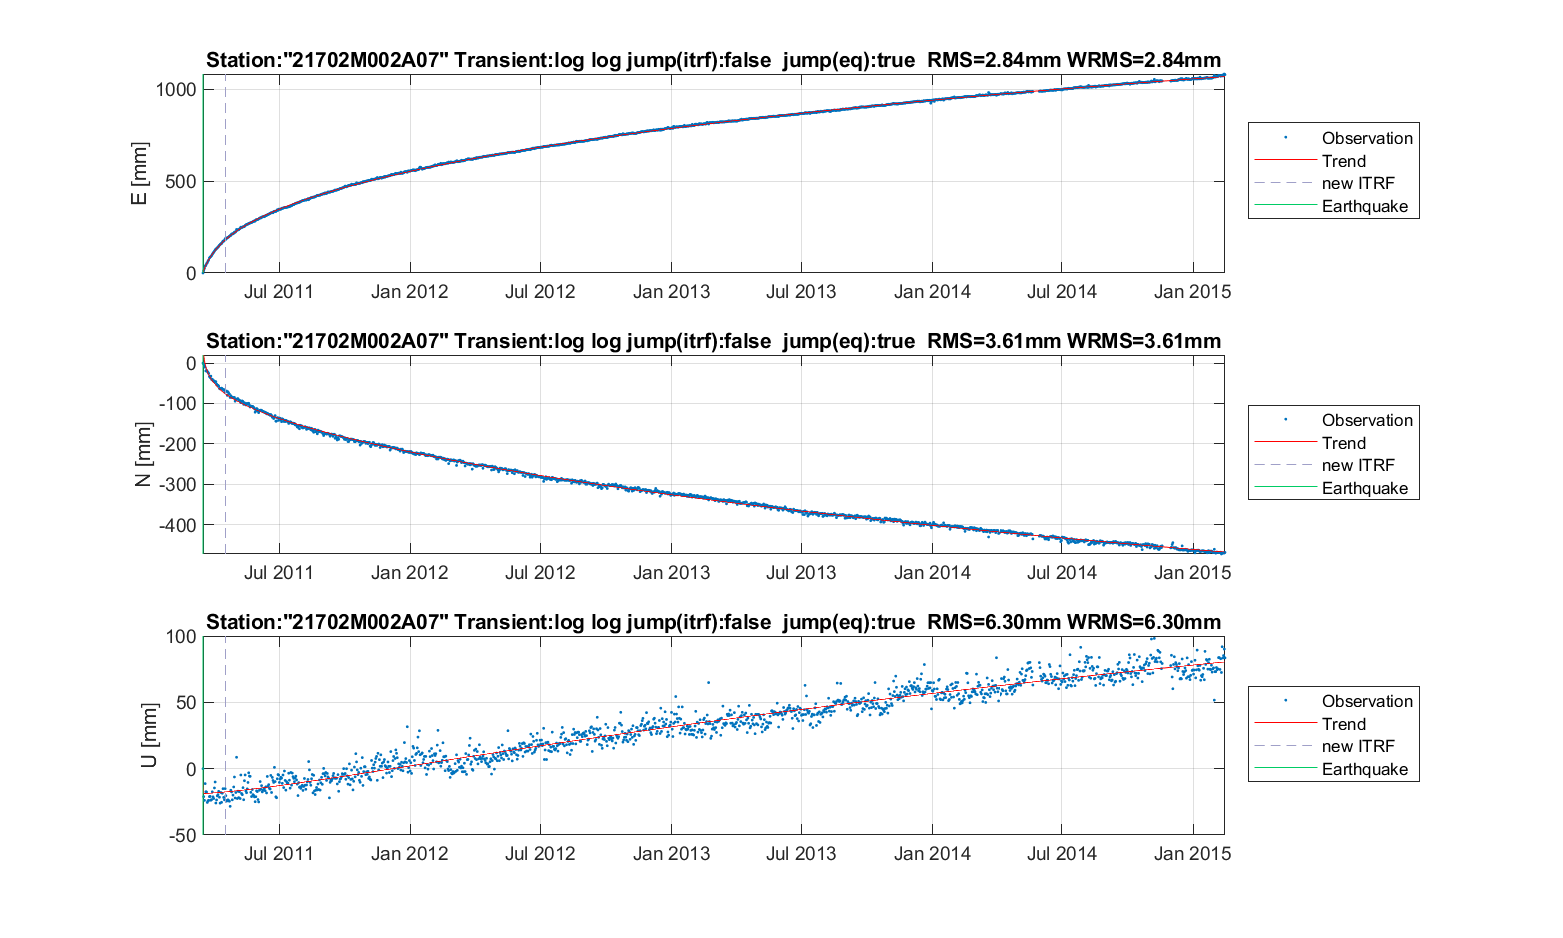 Station:"21702M002A07" Transient:log log jump(itrf):false  jump(eq):true  RMS=2.84mm WRMS=2.84mm
1000
500
0
E [mm]
Jul 2011
Jan 2012
Jul 2012
Jan 2013
Jul 2013
Jan 2014
Jul 2014
Jan 2015
Observation
Trend
new ITRF
Earthquake
Station:"21702M002A07" Transient:log log jump(itrf):false  jump(eq):true  RMS=3.61mm WRMS=3.61mm
0
-100
-200
-300
-400
N [mm]
Jul 2011
Jan 2012
Jul 2012
Jan 2013
Jul 2013
Jan 2014
Jul 2014
Jan 2015
Observation
Trend
new ITRF
Earthquake
Station:"21702M002A07" Transient:log log jump(itrf):false  jump(eq):true  RMS=6.30mm WRMS=6.30mm
100
50
0
-50
U [mm]
Jul 2011
Jan 2012
Jul 2012
Jan 2013
Jul 2013
Jan 2014
Jul 2014
Jan 2015
Observation
Trend
new ITRF
Earthquake